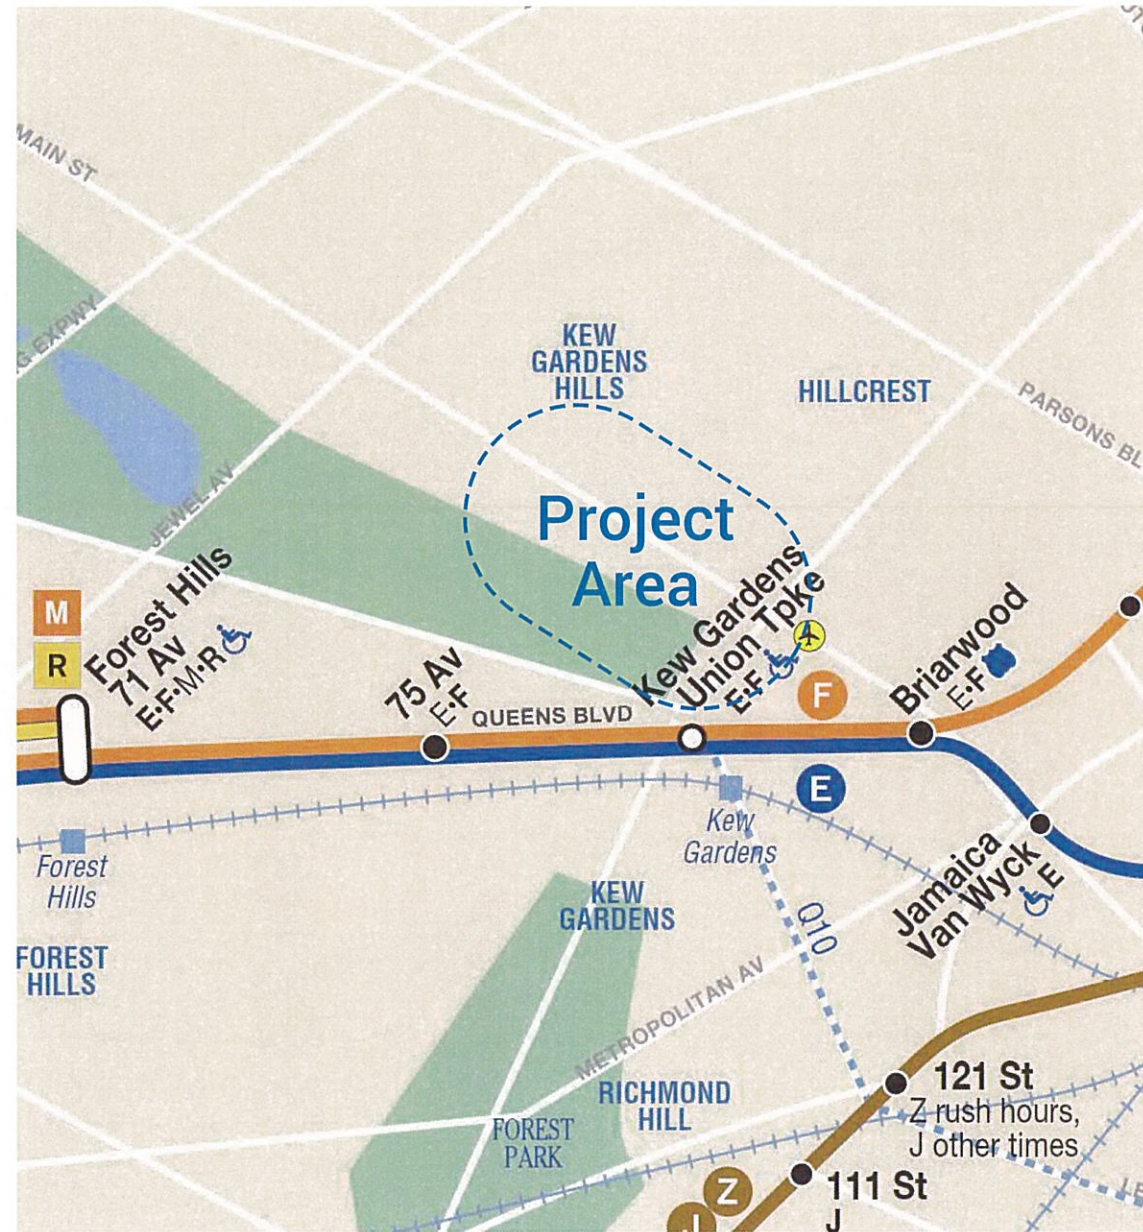 MAIN ST
G EXPWY
KEW
GARDENS
HILLS
HILLCREST
PARSONS BL
JEWEL AV
Project
Area
M
R
Forest Hills
71 Av
E·F·M·R
75 Av
E·F
QUEENS BLVD
Kew Gardens
Union Tpke
E·F
F
Briarwood
E·F
E
Forest
Hills
Kew
Gardens
Jamaica
Van Wyck
E
KEW
GARDENS
Q10
FOREST
HILLS
METROPOLITAN AV
RICHMOND
HILL
FOREST
PARK
121 St
Z rush hours,
J other times
111 St
J
Z
J